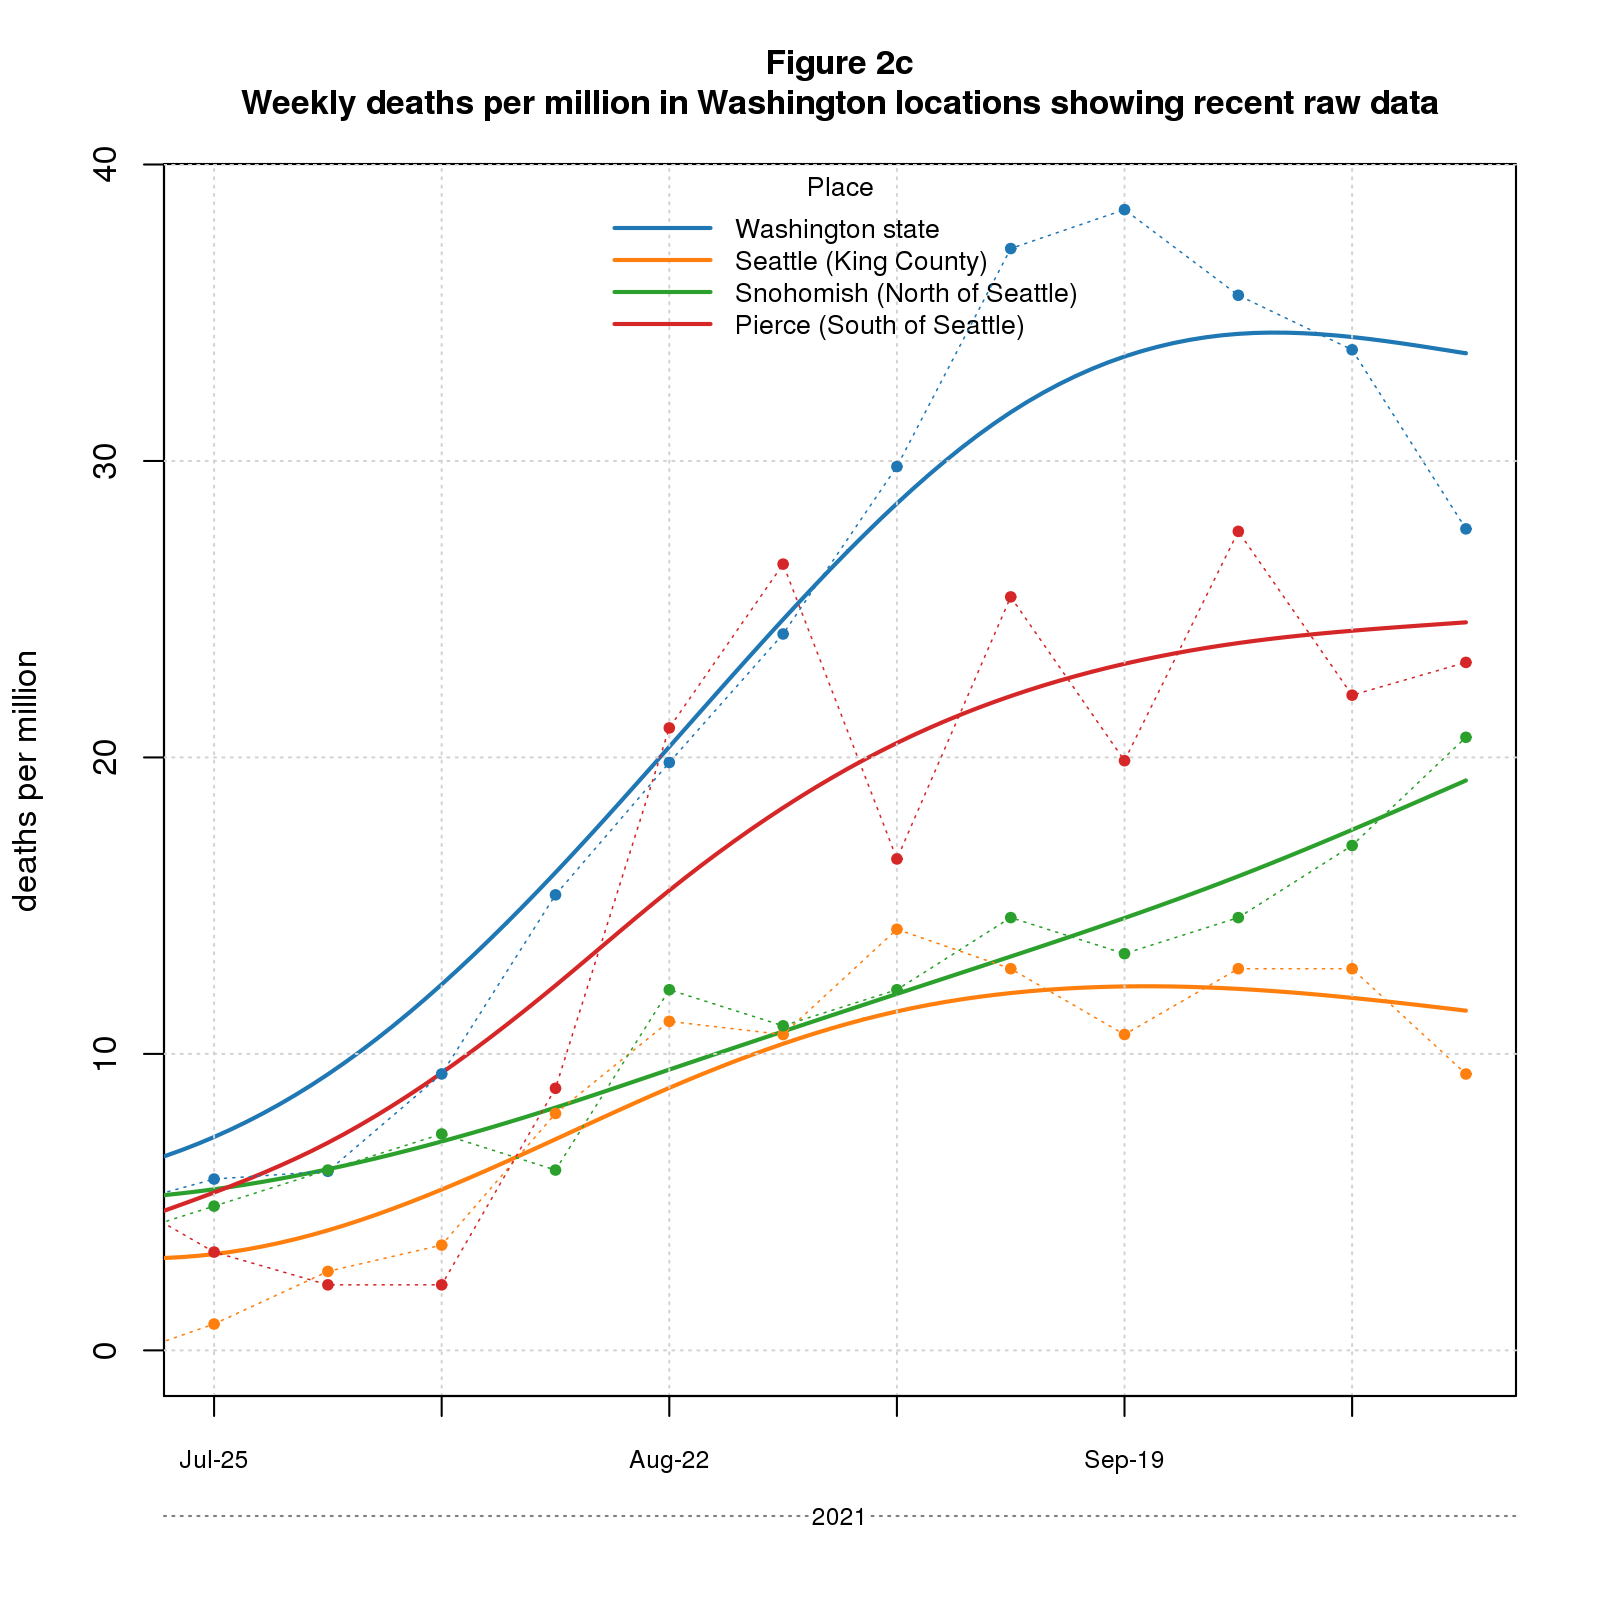 Figure 2c
Weekly deaths per million in Washington locations showing recent raw data
Place
Washington state
Seattle (King County)
Snohomish (North of Seattle)
Pierce (South of Seattle)
deaths per million
40
30
20
10
0
Jul-25
Aug-22
Sep-19
2021